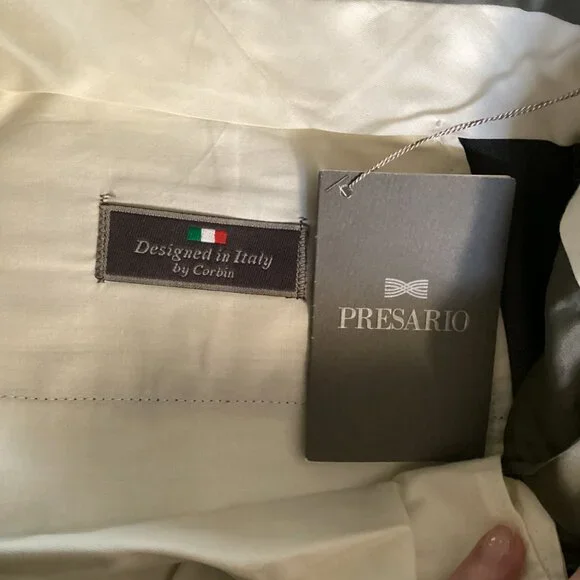 Designed in Italy
by Corbin
PRESARIO